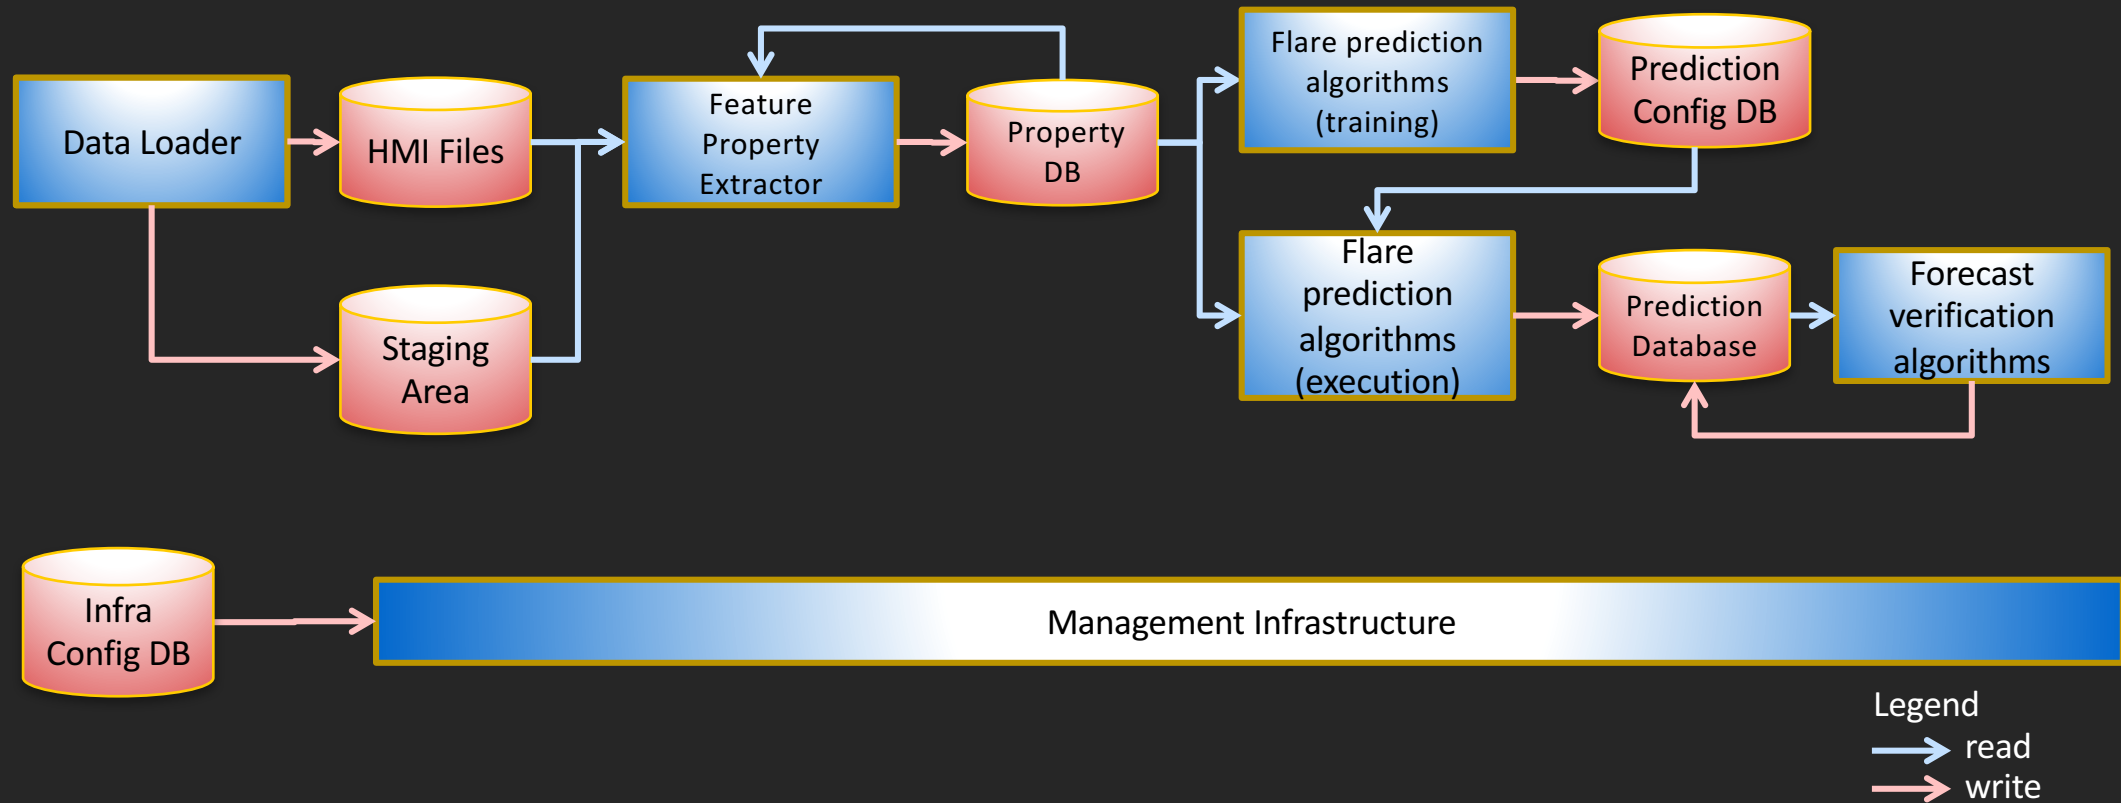 Data Loader
HMI Files
Staging
Area
Feature
Property
Extractor
Property
DB
Flare prediction
algorithms
(training)
Prediction
Config DB
Flare
prediction
algorithms
(execution)
Prediction
Database
Forecast
verification
algorithms
Infra
Config DB
Management Infrastructure
Legend
read
write